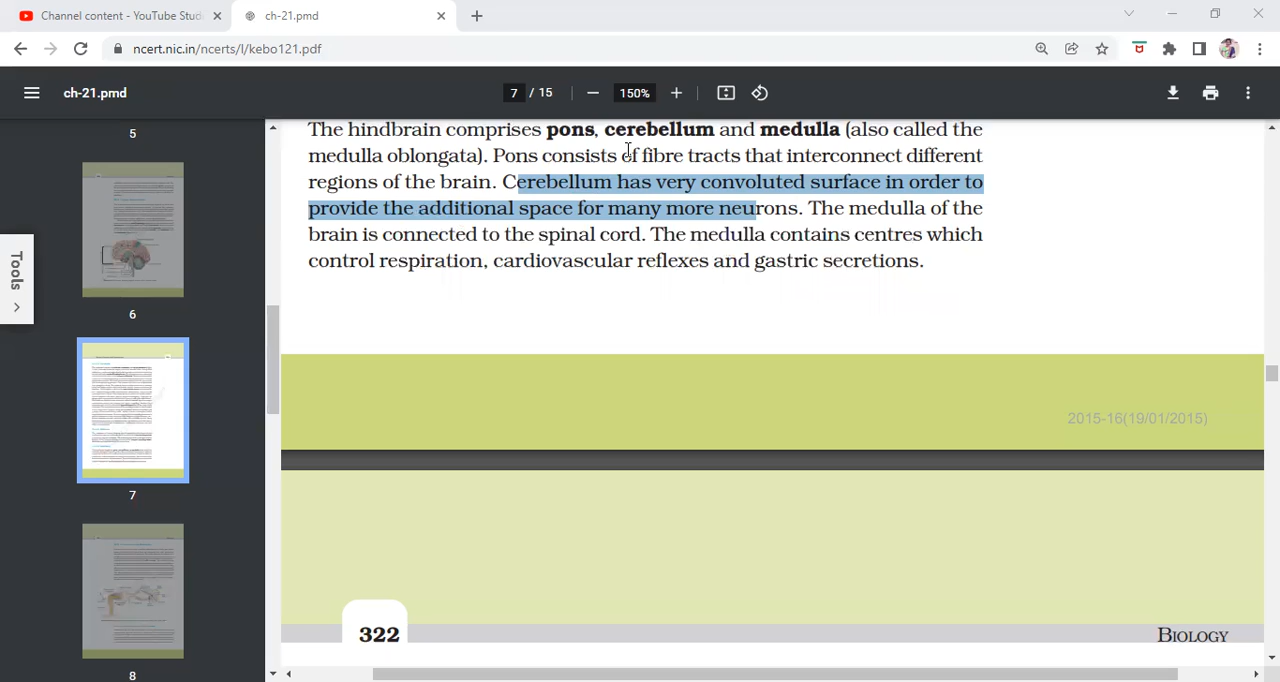 Channel content - YouTube Stud
ch-21.pmd
ncert.nic.in/ncerts/l/kebo121.pdf
ch-21.pmd
7 / 15
150%
5
6
7
8
Tools
The hindbrain comprises pons, cerebellum and medulla (also called the
medulla oblongata). Pons consists of fibre tracts that interconnect different
regions of the brain. Cerebellum has very convoluted surface in order to
provide the additional space for many more neurons. The medulla of the
brain is connected to the spinal cord. The medulla contains centres which
control respiration, cardiovascular reflexes and gastric secretions.
2015-16(19/01/2015)
322
BIOLOGY